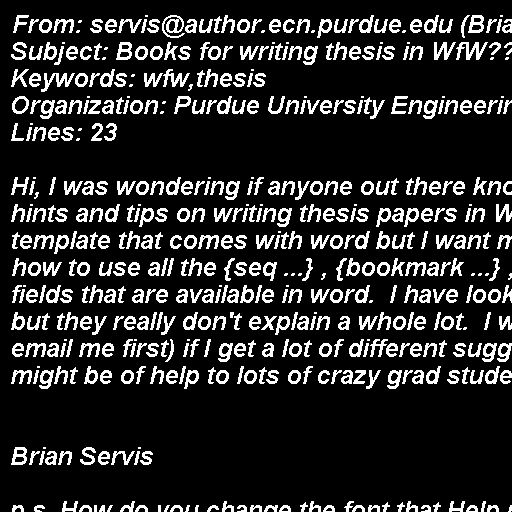 From: servis@author.ecn.purdue.edu (Bria
Subject: Books for writing thesis in WfW??
Keywords: wfw,thesis
Organization: Purdue University Engineerin
Lines: 23
Hi, I was wondering if anyone out there kno
hints and tips on writing thesis papers in W
template that comes with word but I want m
how to use all the {seq ...} , {bookmark ...} ,
fields that are available in word.  I have look
but they really don't explain a whole lot.  I w
email me first) if I get a lot of different sugg
might be of help to lots of crazy grad stude
Brian Servis
p.s. How do you change the font that Help